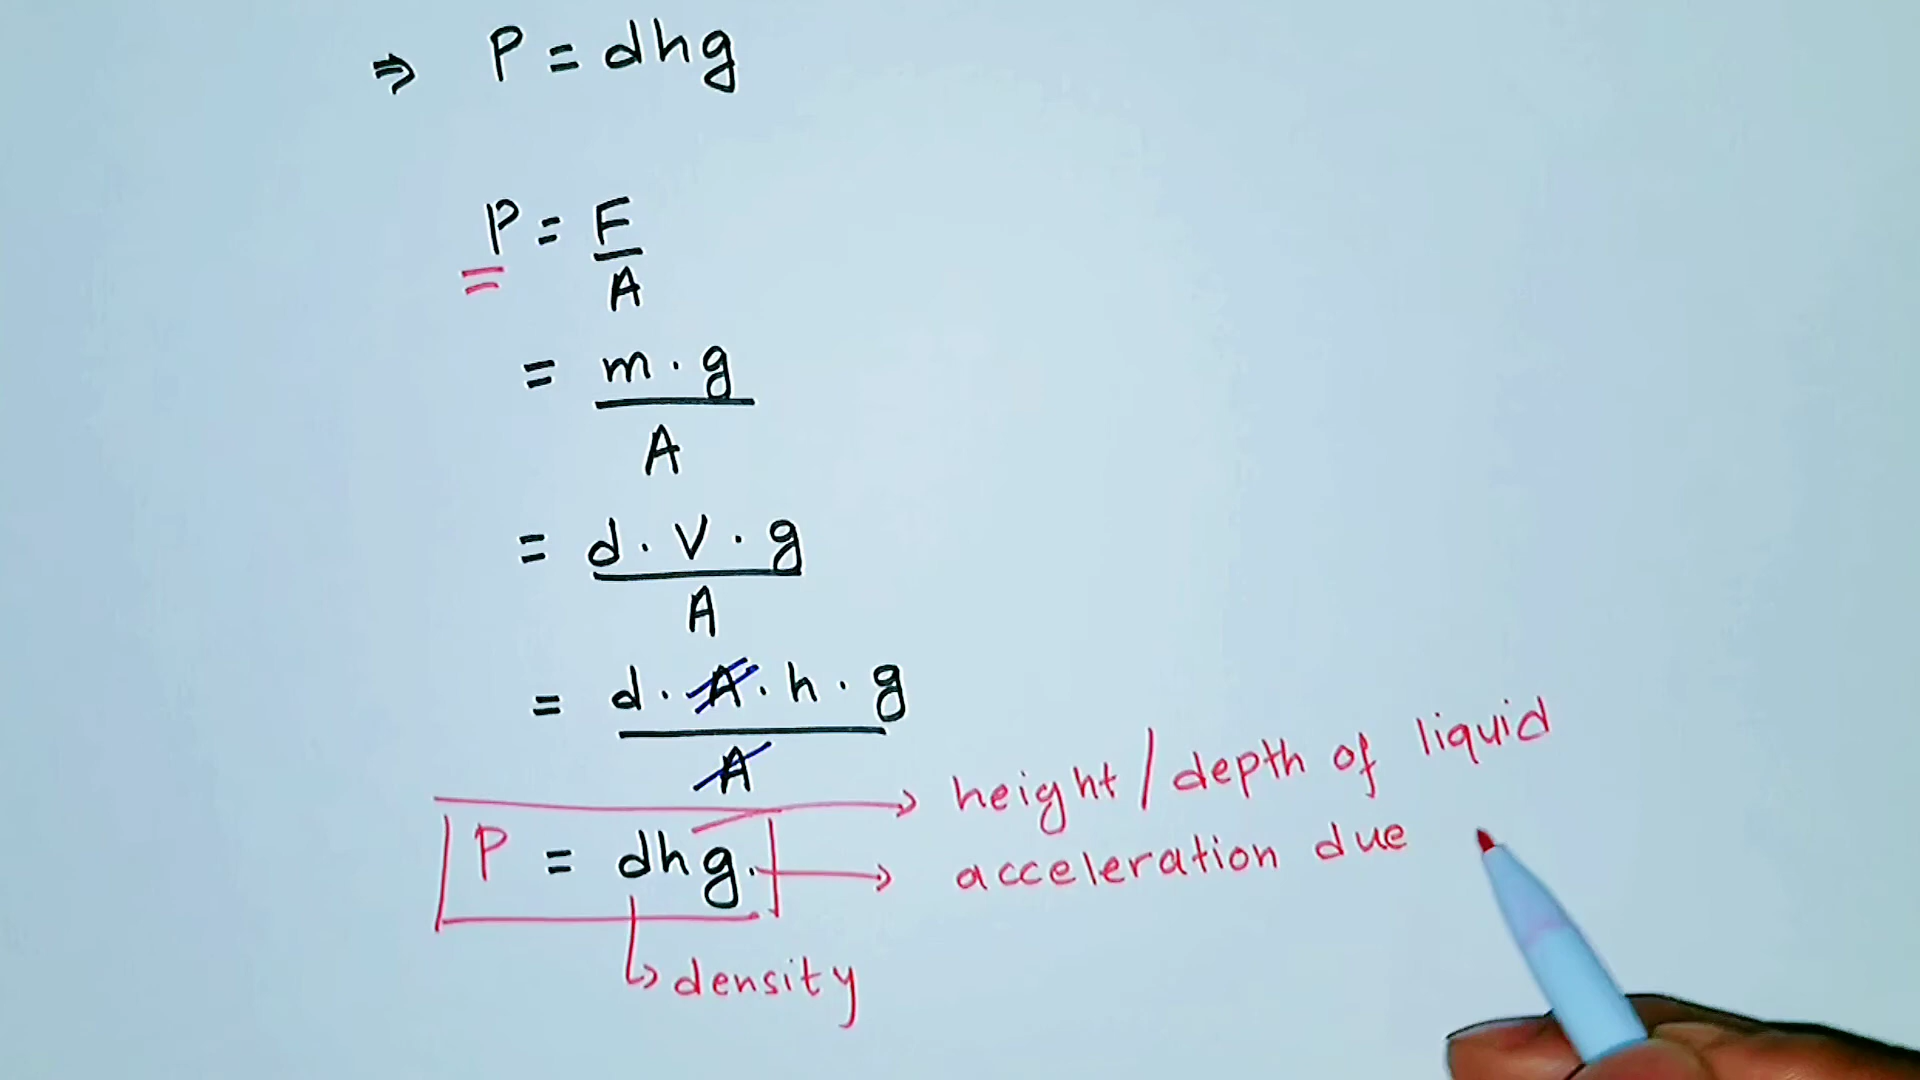 ⇒ P = dhg
P = F/A
= m · g / A
= d · V · g / A
= d · A · h · g / A
→ height / depth of liquid
P = dhg. → acceleration due
↳ density